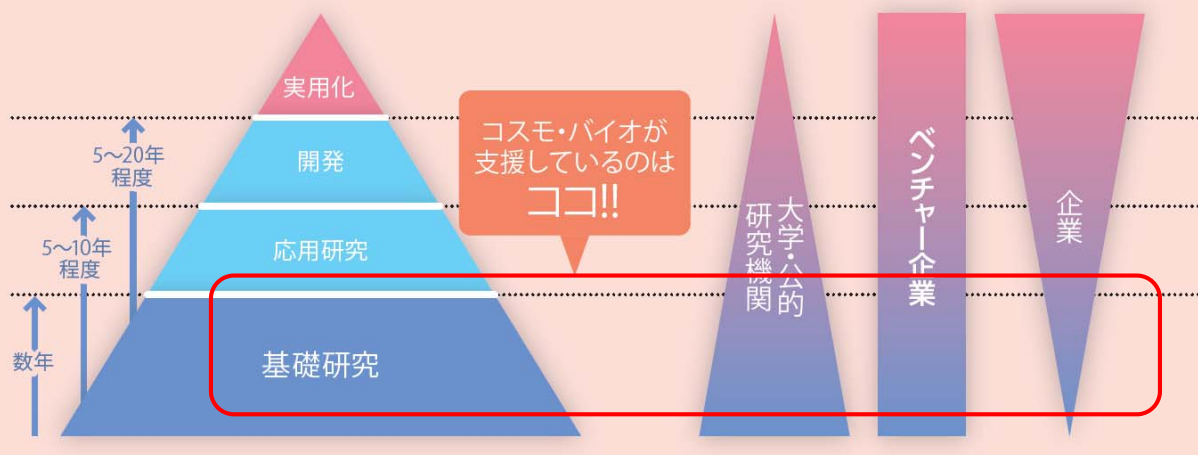 実用化
開発
応用研究
基礎研究
5～20年
程度
5～10年
程度
数年
コスモ・バイオが
支援しているのは
ココ!!
大学・公的
研究機関
ベンチャー企業
企業